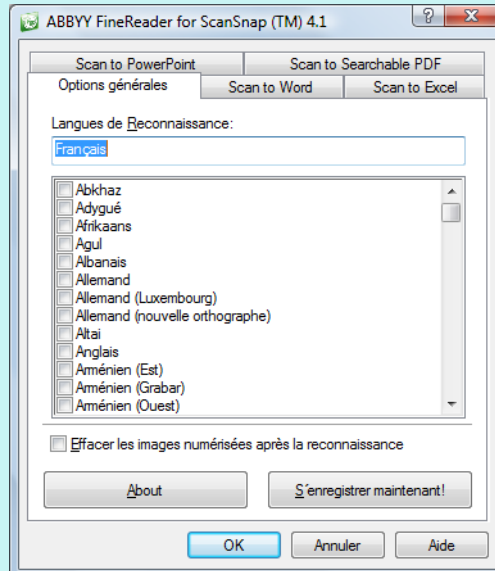 ABBYY FineReader for ScanSnap (TM) 4.1
Scan to PowerPoint
Scan to Searchable PDF
Options générales
Scan to Word
Scan to Excel
Langues de Reconnaissance:
Français
Abkhaz
Adygué
Afrikaans
Agul
Albanais
Allemand
Allemand (Luxembourg)
Allemand (nouvelle orthographe)
Altai
Anglais
Arménien (Est)
Arménien (Grabar)
Arménien (Ouest)
Effacer les images numérisées après la reconnaissance
About
S´enregistrer maintenant!
OK
Annuler
Aide